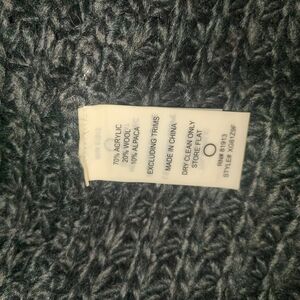 70% ACRYLIC
20% WOOL
10% ALPACA
EXCLUDING TRIMS
MADE IN CHINA
DRY CLEAN ONLY
STORE FLAT
RN# 81913
STYLE#